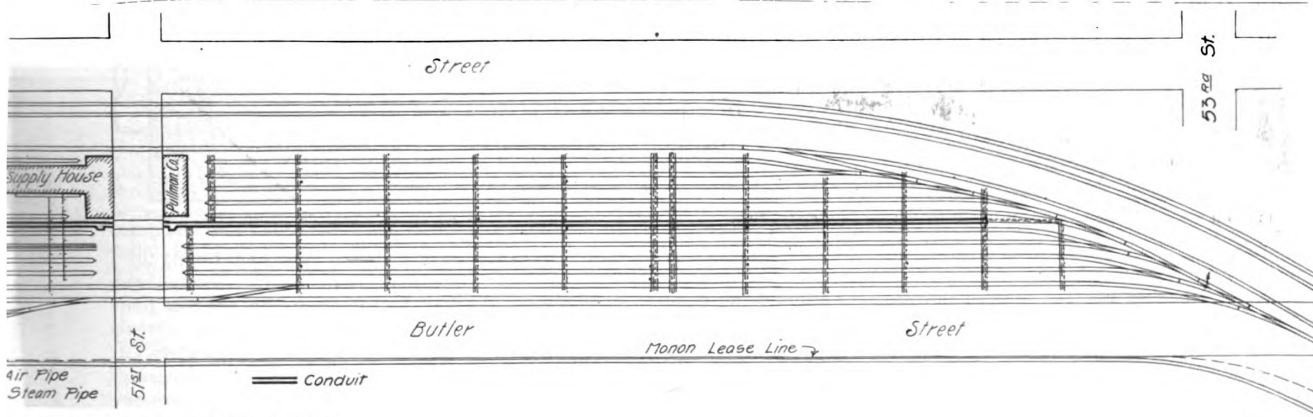 Street
53RD St.
Supply House
Pullman Co.
Butler Street
Monon Lease Line
51ST St.
Air Pipe
Steam Pipe
Conduit